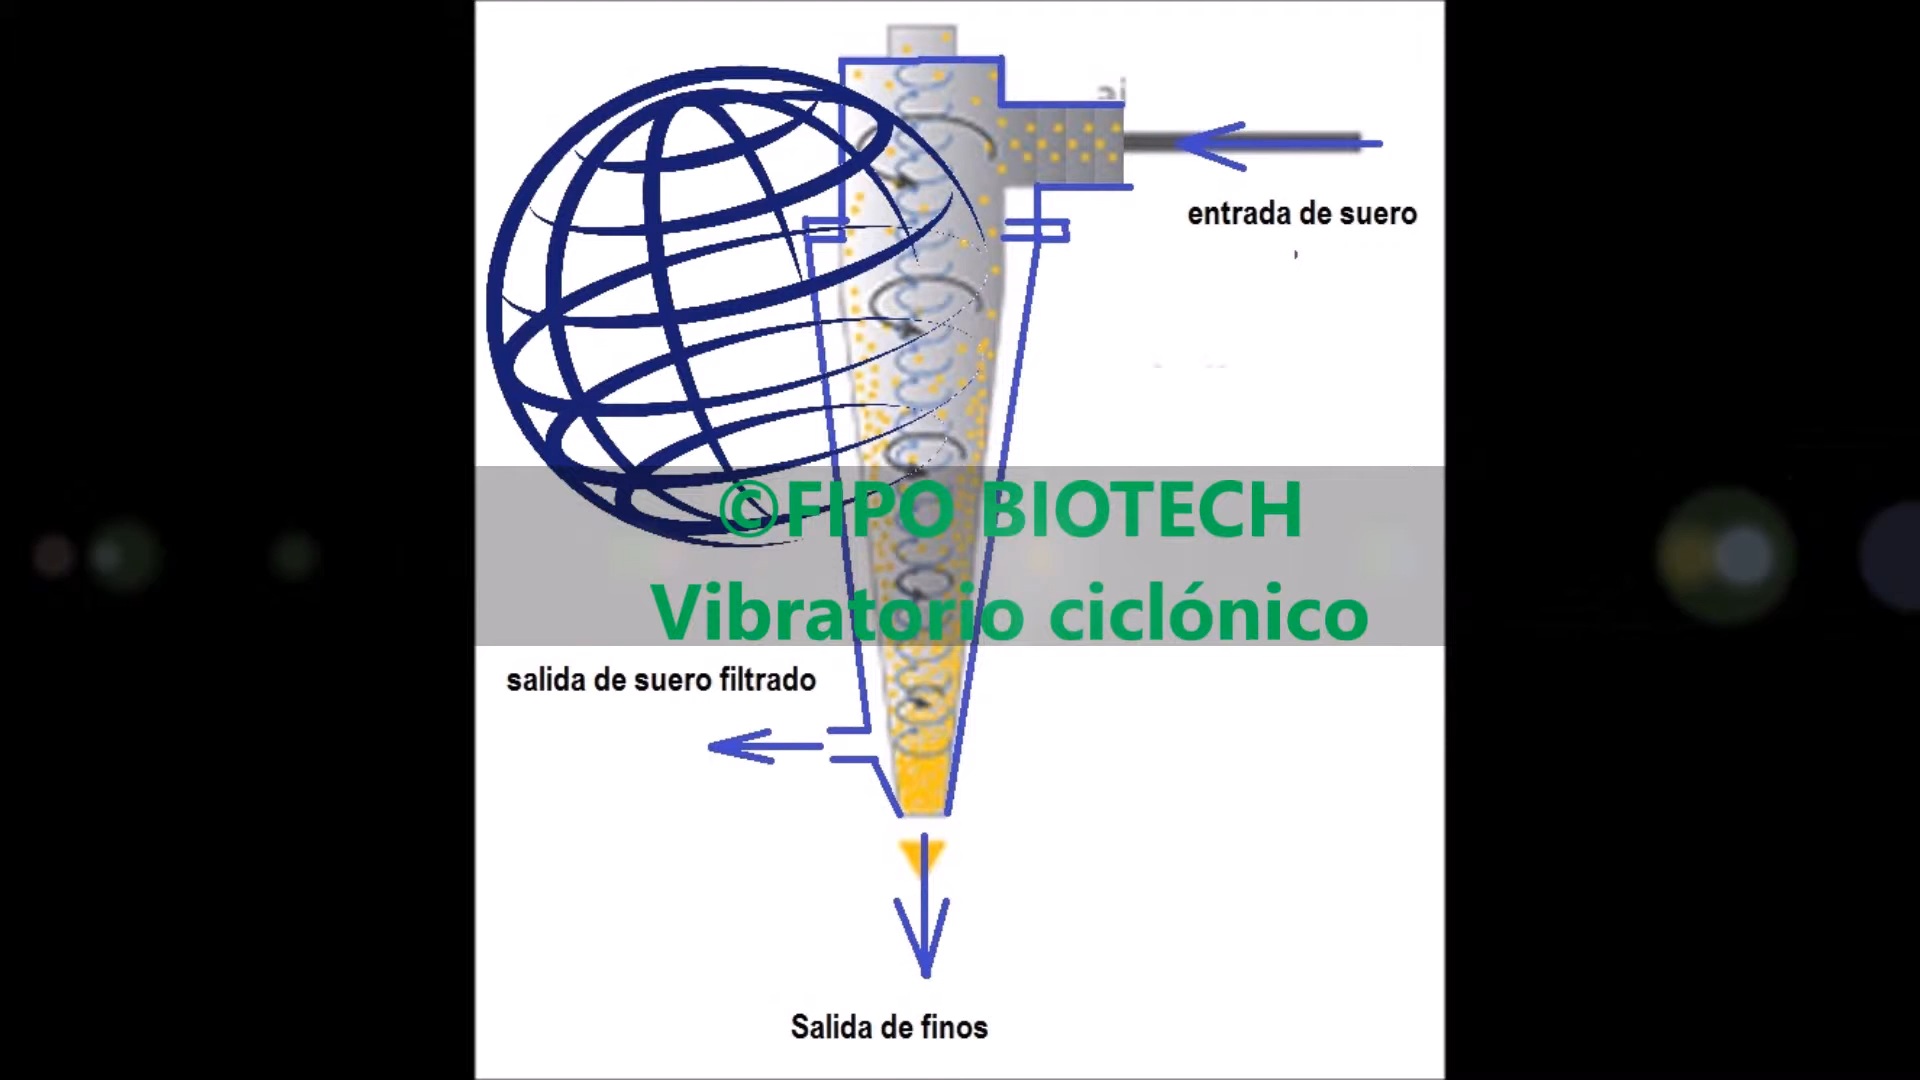 entrada de suero
©FIPO BIOTECH
Vibratorio ciclónico
salida de suero filtrado
Salida de finos